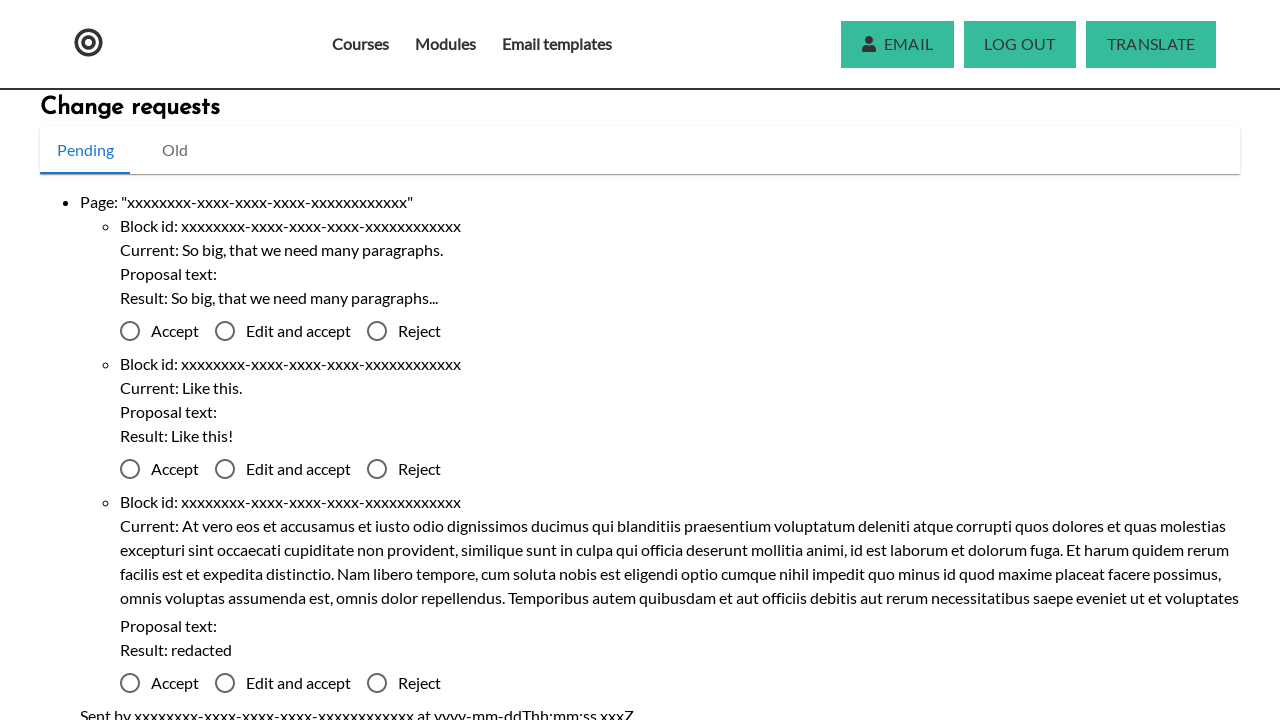 Courses Modules Email templates EMAIL LOG OUT TRANSLATE
Change requests
Pending Old
Page: "xxxxxxxx-xxxx-xxxx-xxxx-xxxxxxxxxxxx"
Block id: xxxxxxxx-xxxx-xxxx-xxxx-xxxxxxxxxxxx
Current: So big, that we need many paragraphs.
Proposal text:
Result: So big, that we need many paragraphs...
Accept Edit and accept Reject
Block id: xxxxxxxx-xxxx-xxxx-xxxx-xxxxxxxxxxxx
Current: Like this.
Proposal text:
Result: Like this!
Accept Edit and accept Reject
Block id: xxxxxxxx-xxxx-xxxx-xxxx-xxxxxxxxxxxx
Current: At vero eos et accusamus et iusto odio dignissimos ducimus qui blanditiis praesentium voluptatum deleniti atque corrupti quos dolores et quas molestias
excepturi sint occaecati cupiditate non provident, similique sunt in culpa qui officia deserunt mollitia animi, id est laborum et dolorum fuga. Et harum quidem rerum
facilis est et expedita distinctio. Nam libero tempore, cum soluta nobis est eligendi optio cumque nihil impedit quo minus id quod maxime placeat facere possimus,
omnis voluptas assumenda est, omnis dolor repellendus. Temporibus autem quibusdam et aut officiis debitis aut rerum necessitatibus saepe eveniet ut et voluptates
Proposal text:
Result: redacted
Accept Edit and accept Reject
Sent by xxxxxxxx-xxxx-xxxx-xxxx-xxxxxxxxxxxx at yyyy-mm-ddThh:mm:ss.xxxZ